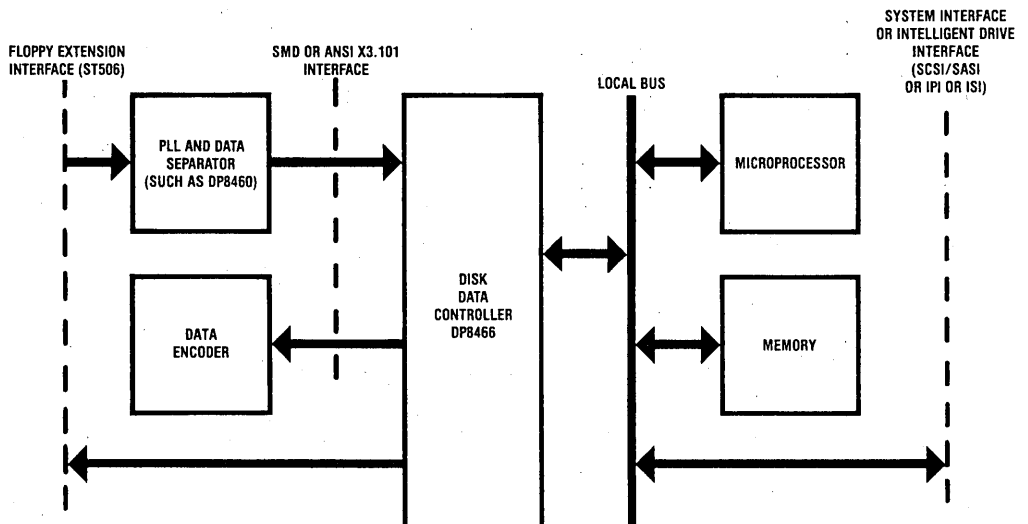 SYSTEM INTERFACE
OR INTELLIGENT DRIVE
INTERFACE
(SCSI/SASI
OR IPI OR ISI)
FLOPPY EXTENSION
INTERFACE (ST506)
SMD OR ANSI X3.101
INTERFACE
LOCAL BUS
PLL AND DATA
SEPARATOR
(SUCH AS DP8460)
MICROPROCESSOR
DISK
DATA
CONTROLLER
DP8466
DATA
ENCODER
MEMORY